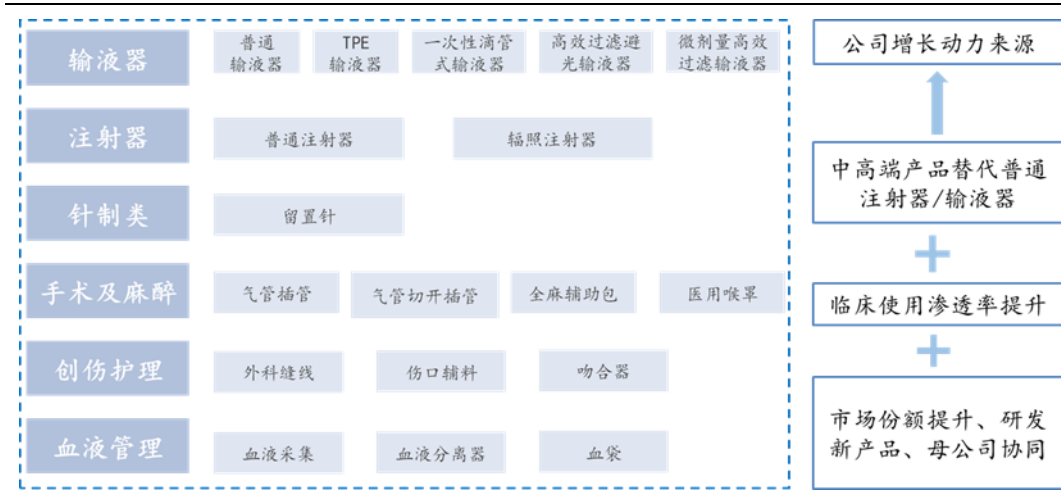 输液器
普通
输液器
TPE
输液器
一次性滴管
式输液器
高效过滤避
光输液器
微剂量高效
过滤输液器
注射器
普通注射器
辐照注射器
针制类
留置针
手术及麻醉
气管插管
气管切开插管
全麻辅助包
医用喉罩
创伤护理
外科缝线
伤口辅料
吻合器
血液管理
血液采集
血液分离器
血袋
公司增长动力来源
中高端产品替代普通
注射器/输液器
+
临床使用渗透率提升
+
市场份额提升、研发
新产品、母公司协同